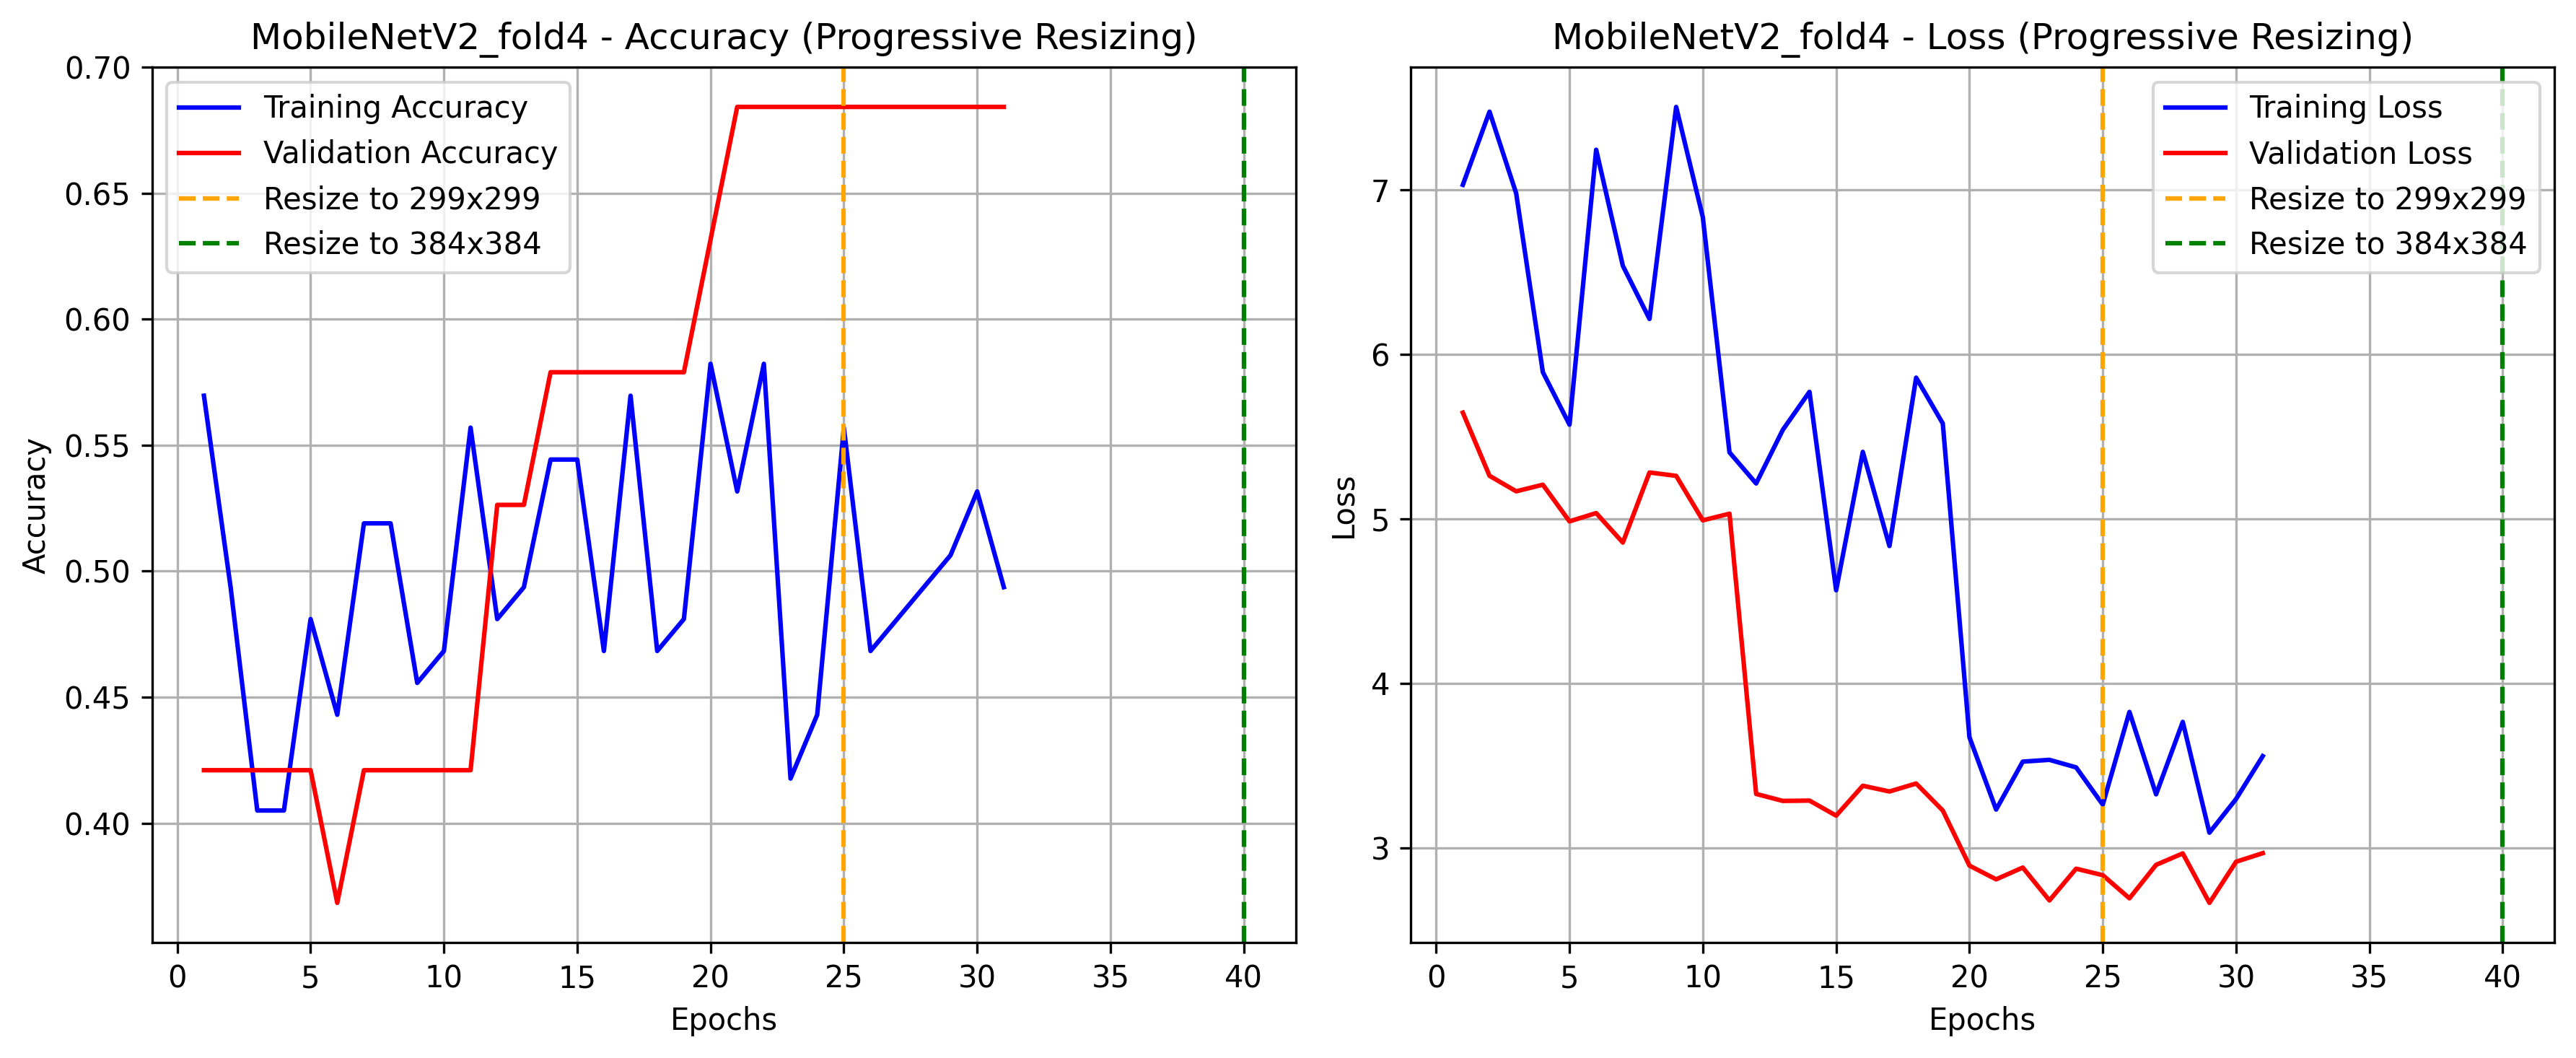 MobileNetV2_fold4 - Accuracy (Progressive Resizing)
0.70
0.65
0.60
0.55
0.50
0.45
0.40
Accuracy
Training Accuracy
Validation Accuracy
Resize to 299x299
Resize to 384x384
0 5 10 15 20 25 30 35 40
Epochs
MobileNetV2_fold4 - Loss (Progressive Resizing)
7
6
5
4
3
Loss
Training Loss
Validation Loss
Resize to 299x299
Resize to 384x384
0 5 10 15 20 25 30 35 40
Epochs